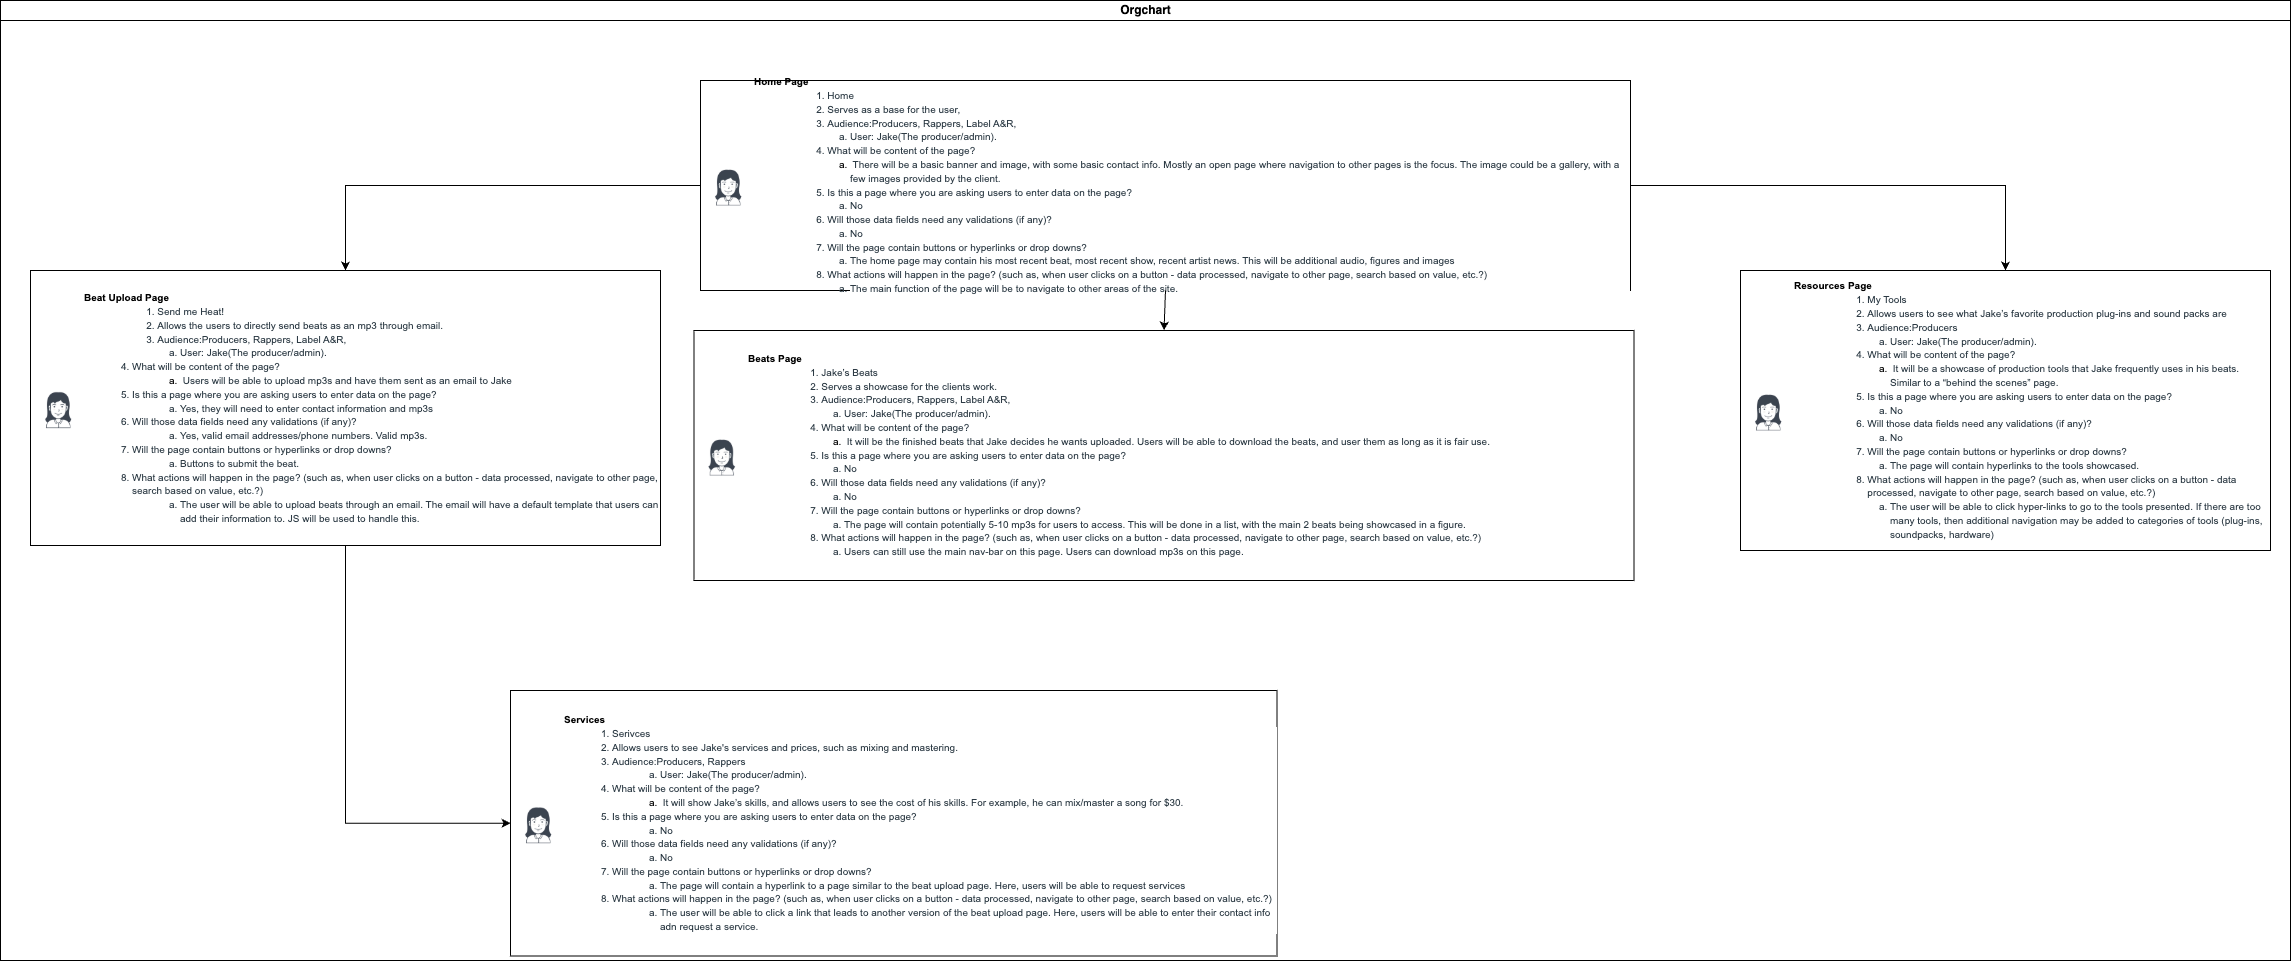 Orgchart
Home Page
1. Home
2. Serves as a base for the user,
3. Audience:Producers, Rappers, Label A&R,
a. User: Jake(The producer/admin).
4. What will be content of the page?
a. There will be a basic banner and image, with some basic contact info. Mostly an open page where navigation to other pages is the focus. The image could be a gallery, with a
few images provided by the client.
5. Is this a page where you are asking users to enter data on the page?
a. No
6. Will those data fields need any validations (if any)?
a. No
7. Will the page contain buttons or hyperlinks or drop downs?
a. The home page may contain his most recent beat, most recent show, recent artist news. This will be additional audio, figures and images
8. What actions will happen in the page? (such as, when user clicks on a button - data processed, navigate to other page, search based on value, etc.?)
a. The main function of the page will be to navigate to other areas of the site.
Beat Upload Page
1. Send me Heat!
2. Allows the users to directly send beats as an mp3 through email.
3. Audience:Producers, Rappers, Label A&R,
a. User: Jake(The producer/admin).
4. What will be content of the page?
a. Users will be able to upload mp3s and have them sent as an email to Jake
5. Is this a page where you are asking users to enter data on the page?
a. Yes, they will need to enter contact information and mp3s
6. Will those data fields need any validations (if any)?
a. Yes, valid email addresses/phone numbers. Valid mp3s.
7. Will the page contain buttons or hyperlinks or drop downs?
a. Buttons to submit the beat.
8. What actions will happen in the page? (such as, when user clicks on a button - data processed, navigate to other page,
search based on value, etc.?)
a. The user will be able to upload beats through an email. The email will have a default template that users can
add their information to. JS will be used to handle this.
Beats Page
1. Jake's Beats
2. Serves a showcase for the clients work.
3. Audience:Producers, Rappers, Label A&R,
a. User: Jake(The producer/admin).
4. What will be content of the page?
a. It will be the finished beats that Jake decides he wants uploaded. Users will be able to download the beats, and user them as long as it is fair use.
5. Is this a page where you are asking users to enter data on the page?
a. No
6. Will those data fields need any validations (if any)?
a. No
7. Will the page contain buttons or hyperlinks or drop downs?
a. The page will contain potentially 5-10 mp3s for users to access. This will be done in a list, with the main 2 beats being showcased in a figure.
8. What actions will happen in the page? (such as, when user clicks on a button - data processed, navigate to other page, search based on value, etc.?)
a. Users can still use the main nav-bar on this page. Users can download mp3s on this page.
Resources Page
1. My Tools
2. Allows users to see what Jake's favorite production plug-ins and sound packs are
3. Audience:Producers
a. User: Jake(The producer/admin).
4. What will be content of the page?
a. It will be a showcase of production tools that Jake frequently uses in his beats.
Similar to a "behind the scenes" page.
5. Is this a page where you are asking users to enter data on the page?
a. No
6. Will those data fields need any validations (if any)?
a. No
7. Will the page contain buttons or hyperlinks or drop downs?
a. The page will contain hyperlinks to the tools showcased.
8. What actions will happen in the page? (such as, when user clicks on a button - data
processed, navigate to other page, search based on value, etc.?)
a. The user will be able to click hyper-links to go to the tools presented. If there are too
many tools, then additional navigation may be added to categories of tools (plug-ins,
soundpacks, hardware)
Services
1. Serivces
2. Allows users to see Jake's services and prices, such as mixing and mastering.
3. Audience:Producers, Rappers
a. User: Jake(The producer/admin).
4. What will be content of the page?
a. It will show Jake's skills, and allows users to see the cost of his skills. For example, he can mix/master a song for $30.
5. Is this a page where you are asking users to enter data on the page?
a. No
6. Will those data fields need any validations (if any)?
a. No
7. Will the page contain buttons or hyperlinks or drop downs?
a. The page will contain a hyperlink to a page similar to the beat upload page. Here, users will be able to request services
8. What actions will happen in the page? (such as, when user clicks on a button - data processed, navigate to other page, search based on value, etc.?)
a. The user will be able to click a link that leads to another version of the beat upload page. Here, users will be able to enter their contact info
adn request a service.